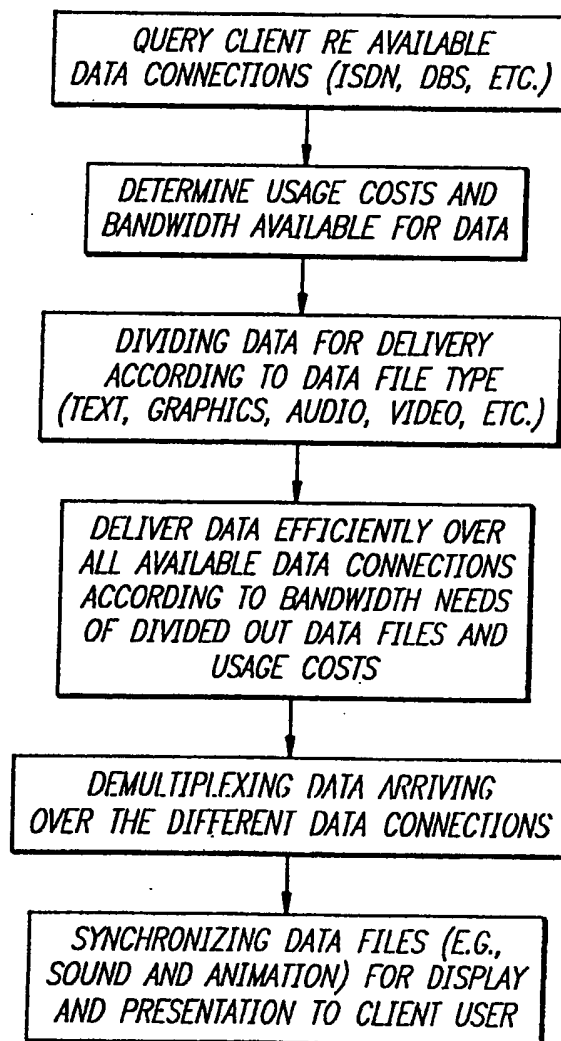 QUERY CLIENT RE AVAILABLE
DATA CONNECTIONS (ISDN, DBS, ETC.)
DETERMINE USAGE COSTS AND
BANDWIDTH AVAILABLE FOR DATA
DIVIDING DATA FOR DELIVERY
ACCORDING TO DATA FILE TYPE
(TEXT, GRAPHICS, AUDIO, VIDEO, ETC.)
DELIVER DATA EFFICIENTLY OVER
ALL AVAILABLE DATA CONNECTIONS
ACCORDING TO BANDWIDTH NEEDS
OF DIVIDED OUT DATA FILES AND
USAGE COSTS
DEMULTIPLEXING DATA ARRIVING
OVER THE DIFFERENT DATA CONNECTIONS
SYNCHRONIZING DATA FILES (E.G.,
SOUND AND ANIMATION) FOR DISPLAY
AND PRESENTATION TO CLIENT USER